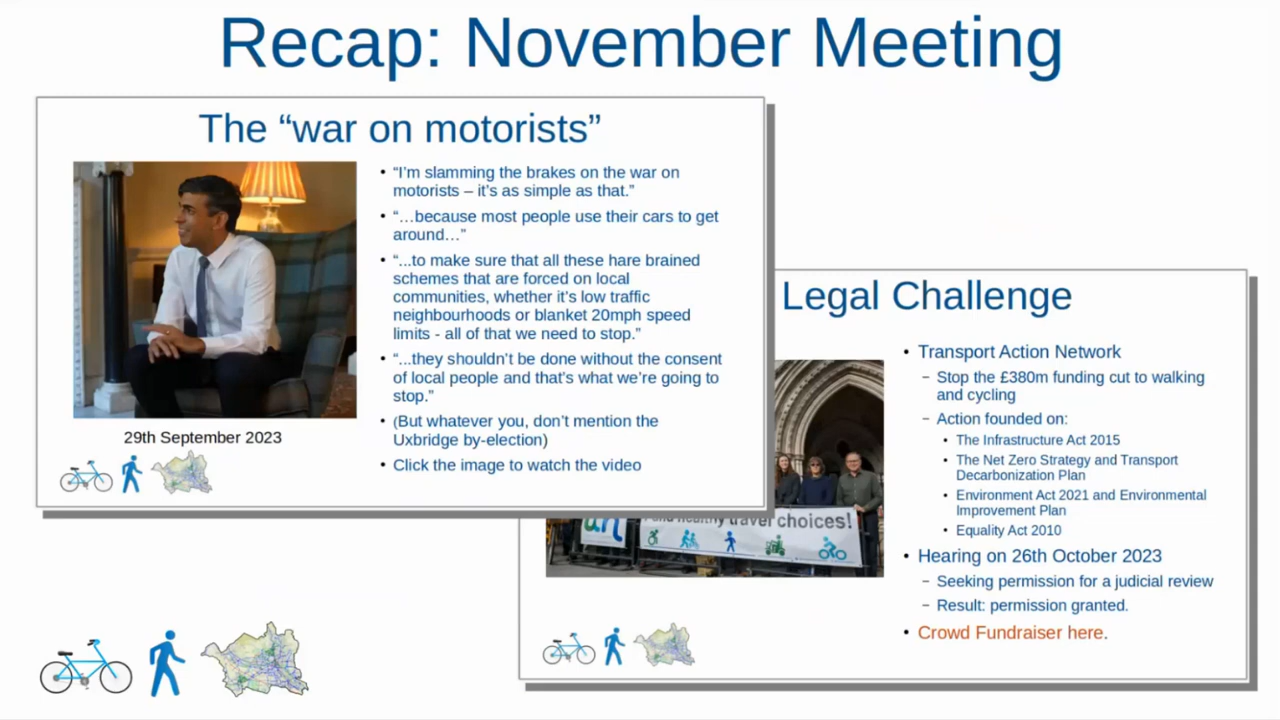 Recap: November Meeting
The “war on motorists”
• “I’m slamming the brakes on the war on
motorists – it’s as simple as that.”
• “…because most people use their cars to get
around…”
• “...to make sure that all these hare brained
schemes that are forced on local
communities, whether it’s low traffic
neighbourhoods or blanket 20mph speed
limits - all of that we need to stop.”
• “...they shouldn’t be done without the consent
of local people and that’s what we’re going to
stop.”
• (But whatever you, don’t mention the
Uxbridge by-election)
• Click the image to watch the video
29th September 2023
Legal Challenge
• Transport Action Network
– Stop the £380m funding cut to walking
and cycling
– Action founded on:
• The Infrastructure Act 2015
• The Net Zero Strategy and Transport
Decarbonization Plan
• Environment Act 2021 and Environmental
Improvement Plan
• Equality Act 2010
• Hearing on 26th October 2023
– Seeking permission for a judicial review
– Result: permission granted.
• Crowd Fundraiser here.
healthy travel choices!